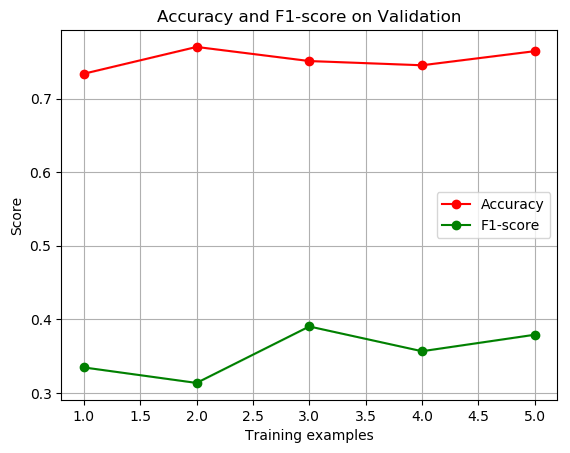 Accuracy and F1-score on Validation
Score
0.7
0.6
0.5
0.4
0.3
Accuracy
F1-score
1.0 1.5 2.0 2.5 3.0 3.5 4.0 4.5 5.0
Training examples